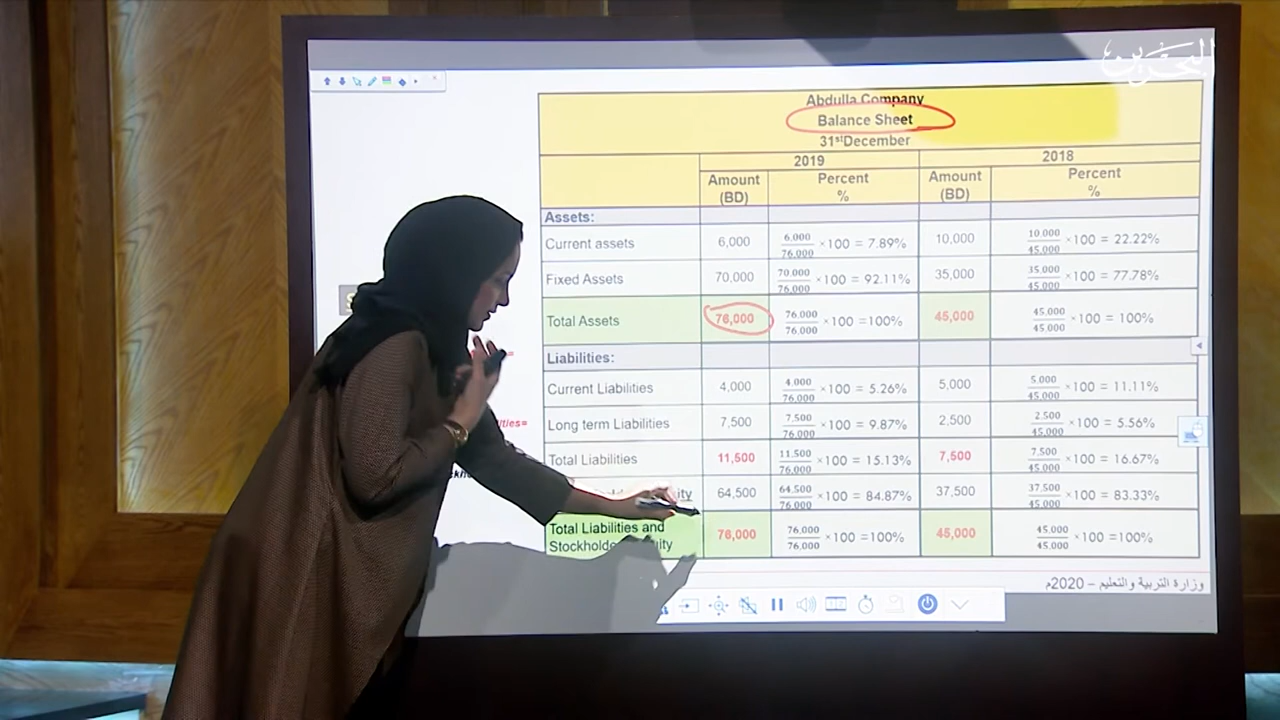 البحرين
Abdulla Company
Balance Sheet
31stDecember
2019 2018
Amount (BD) Percent % Amount (BD) Percent %
Assets:
Current assets 6,000 6.000/76.000 ×100 = 7.89% 10,000 10.000/45.000 ×100 = 22.22%
Fixed Assets 70,000 70.000/76.000 ×100 = 92.11% 35,000 35.000/45.000 ×100 = 77.78%
Total Assets 76,000 76.000/76.000 ×100 =100% 45,000 45.000/45.000 ×100 = 100%
Liabilities:
Current Liabilities 4,000 4.000/76.000 ×100 = 5.26% 5,000 5.000/45.000 ×100 = 11.11%
Long term Liabilities 7,500 7.500/76.000 ×100 = 9.87% 2,500 2.500/45.000 ×100 = 5.56%
Total Liabilities 11,500 11.500/76.000 ×100 = 15.13% 7,500 7.500/45.000 ×100 = 16.67%
64,500 64.500/76.000 ×100 = 84.87% 37,500 37.500/45.000 ×100 = 83.33%
Total Liabilities and 76,000 76.000/76.000 ×100 =100% 45,000 45.000/45.000 ×100 =100%
وزارة التربية والتعليم – 2020م